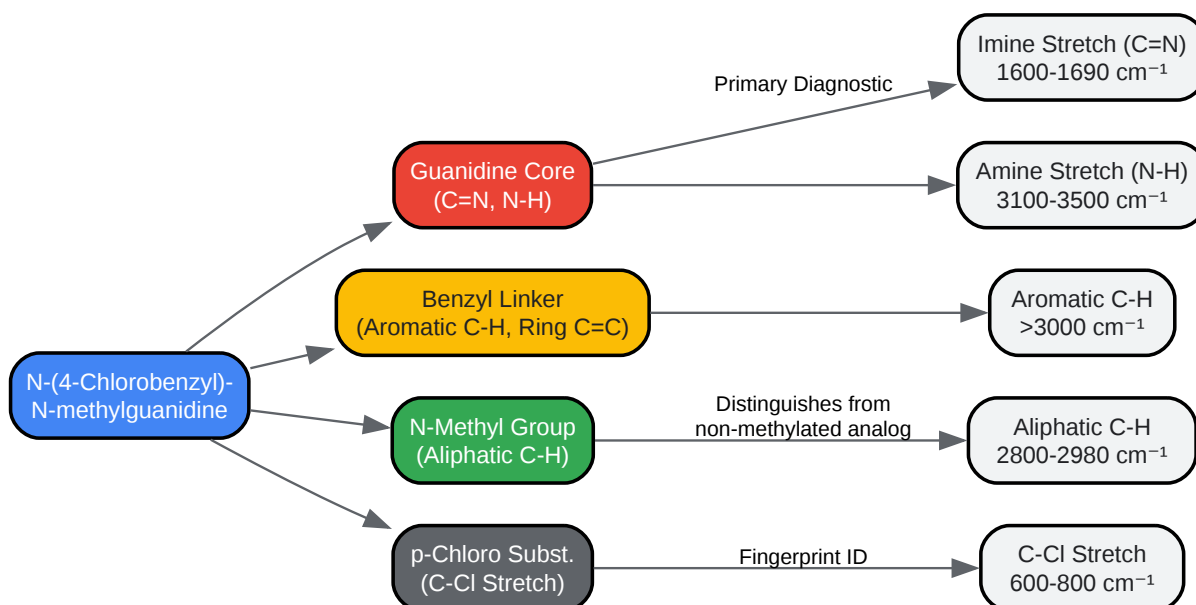 Imine Stretch (C=N)
1600-1690 cm⁻¹
Primary Diagnostic
Guanidine Core
(C=N, N-H)
Amine Stretch (N-H)
3100-3500 cm⁻¹
Benzyl Linker
(Aromatic C-H, Ring C=C)
Aromatic C-H
>3000 cm⁻¹
N-(4-Chlorobenzyl)-
N-methylguanidine
N-Methyl Group
(Aliphatic C-H)
Distinguishes from
non-methylated analog
Aliphatic C-H
2800-2980 cm⁻¹
p-Chloro Subst.
(C-Cl Stretch)
Fingerprint ID
C-Cl Stretch
600-800 cm⁻¹